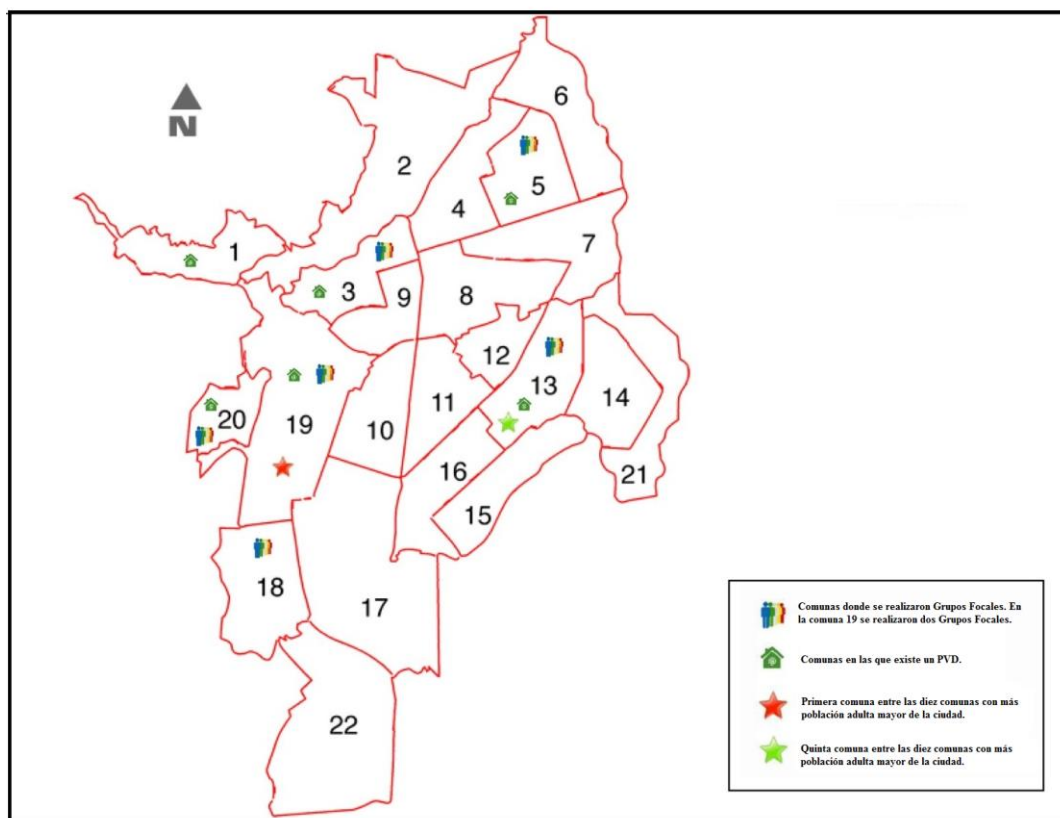 6
N
2
5
4
1
7
3
9
8
12
13
14
20
19
10
11
16
21
15
18
17
22
Comunas donde se realizaron Grupos Focales. En
la comuna 19 se realizaron dos Grupos Focales.
Comunas en las que existe un PVD.
Primera comuna entre las diez comunas con más
población adulta mayor de la ciudad.
Quinta comuna entre las diez comunas con más
población adulta mayor de la ciudad.